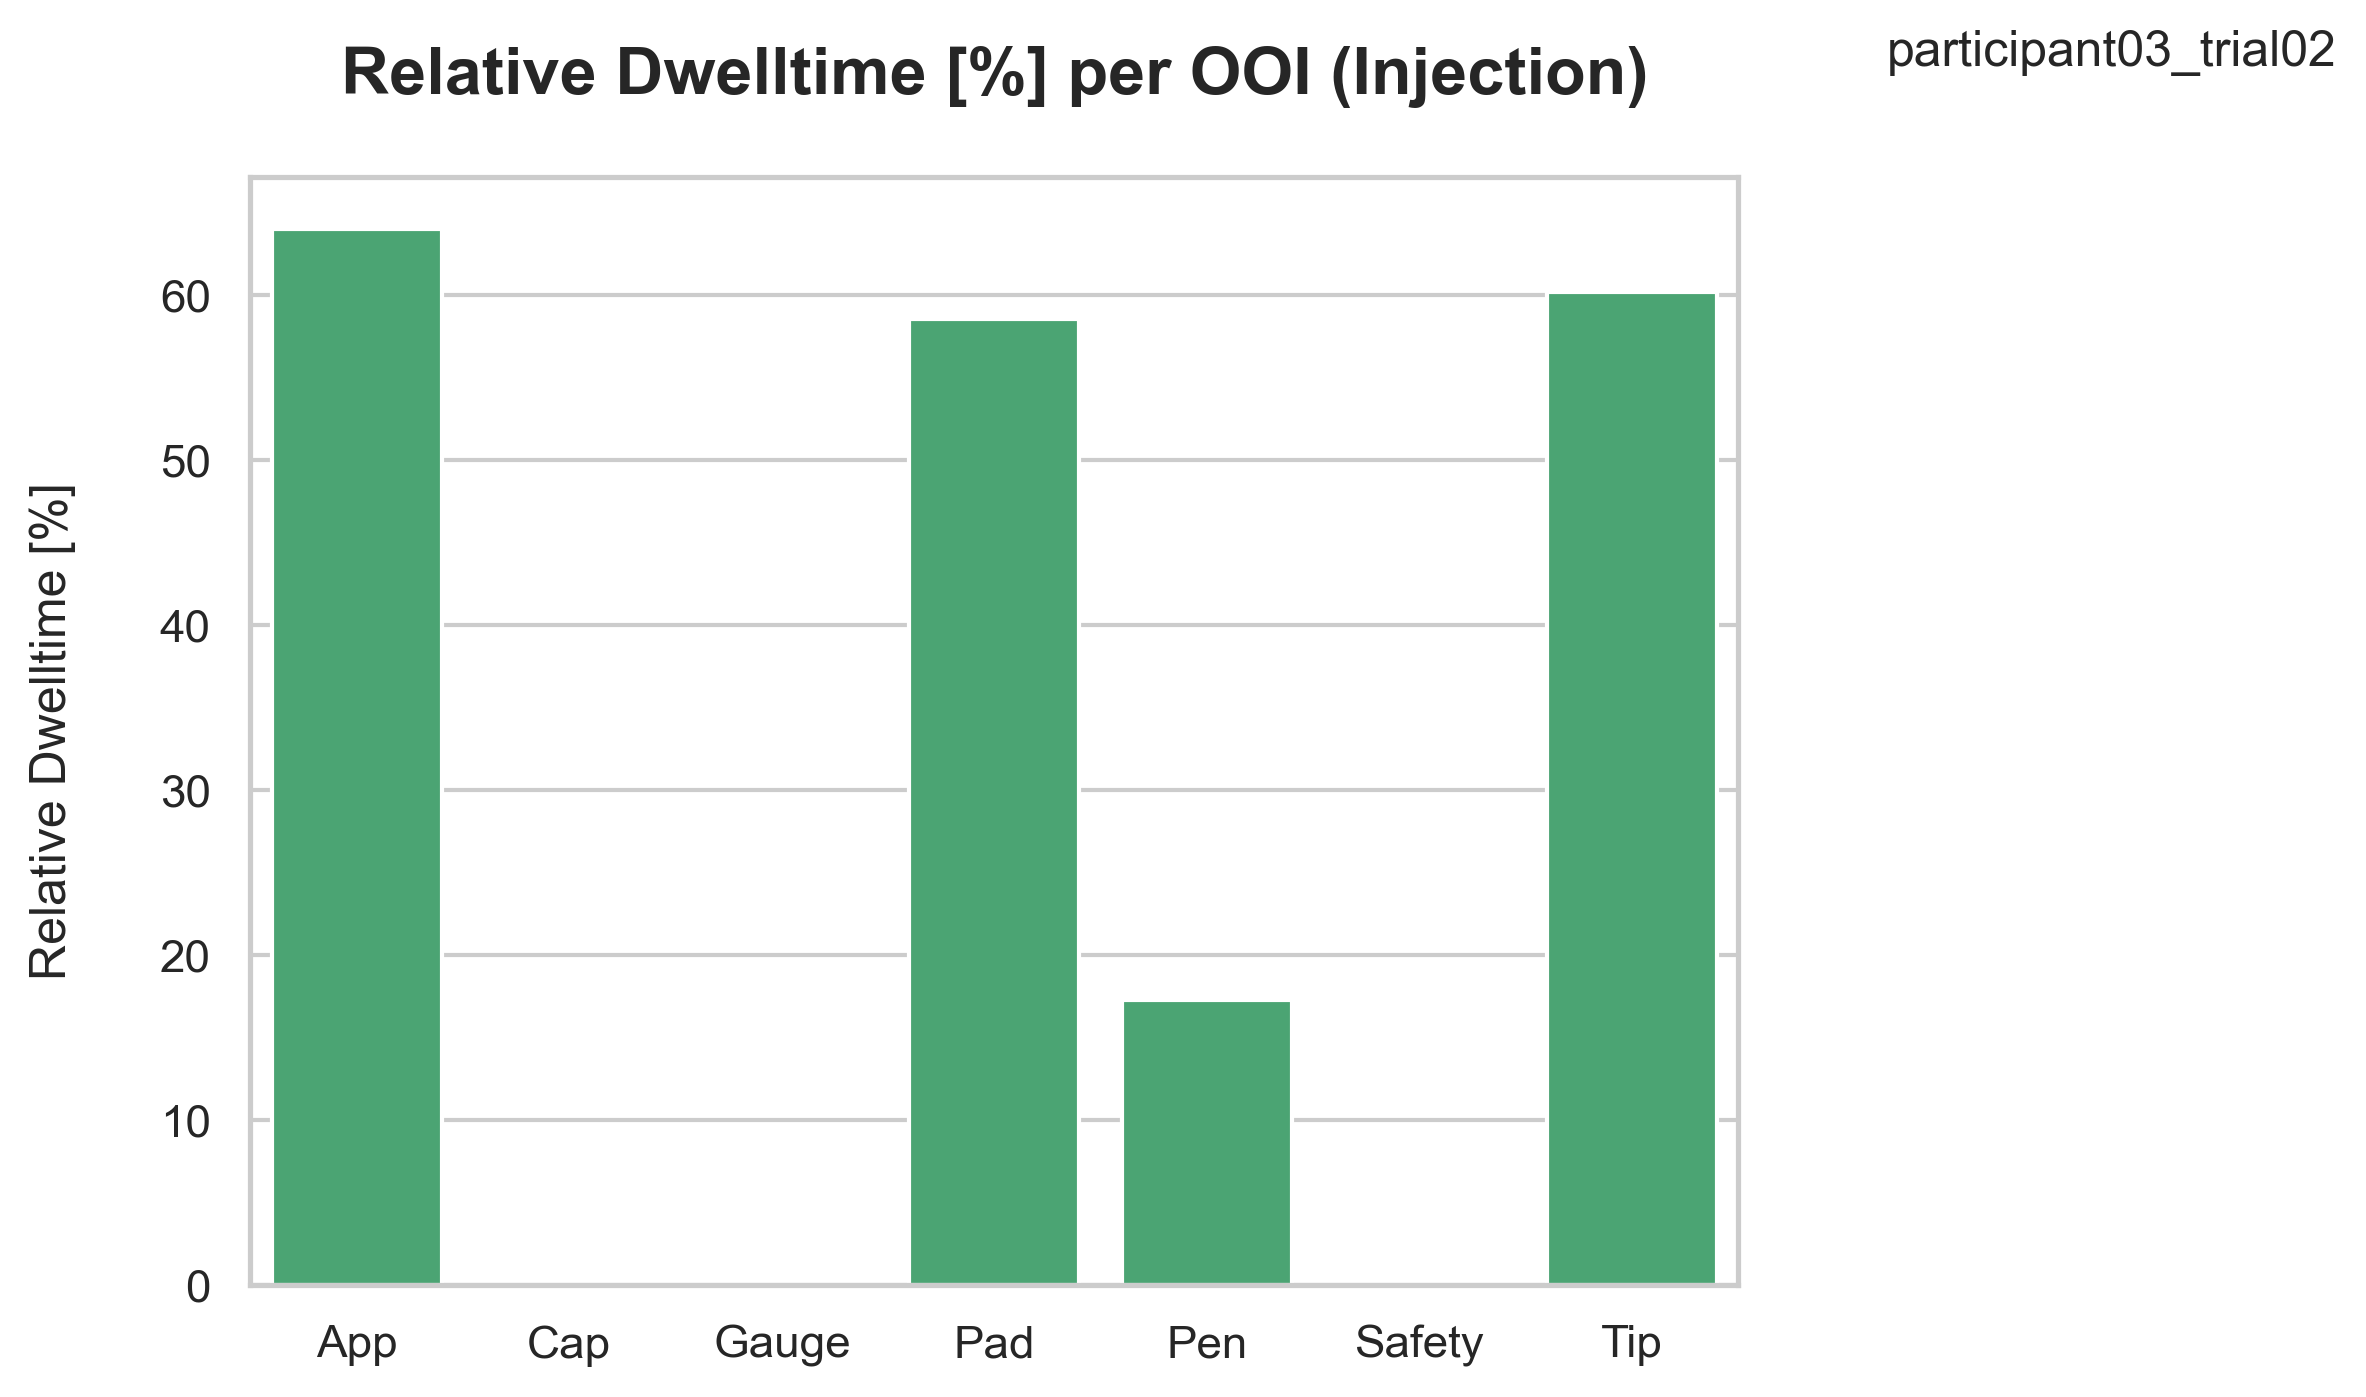 participant03_trial02
Relative Dwelltime [%] per OOI (Injection)
Relative Dwelltime [%]
60
50
40
30
20
10
0
App Cap Gauge Pad Pen Safety Tip